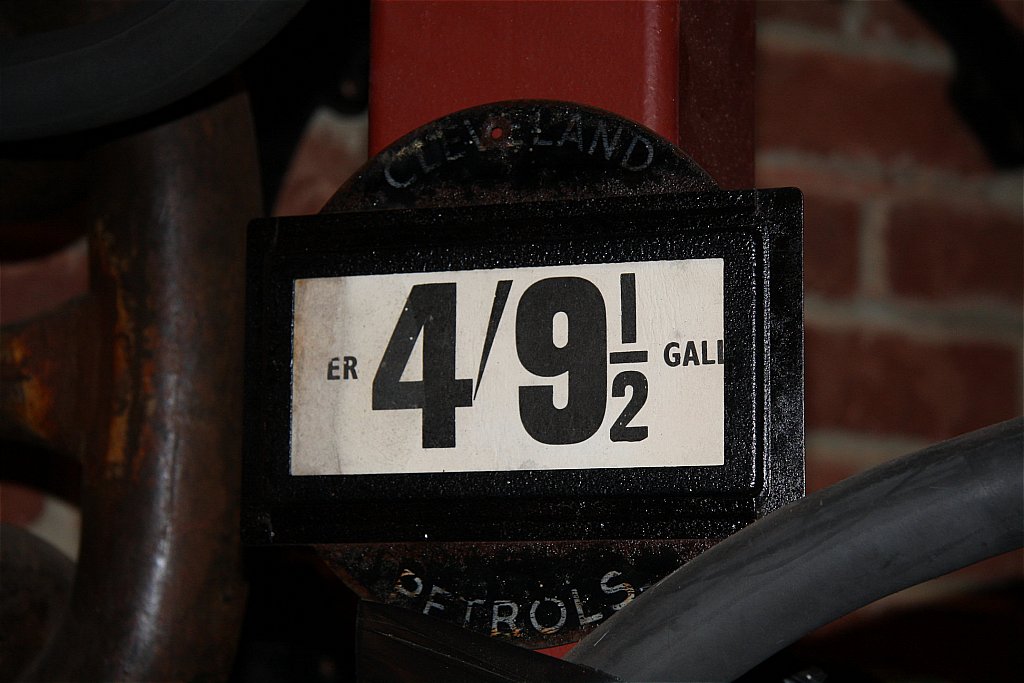 CLEVELAND
ER 4/9 1/2 GALL
PETROLS